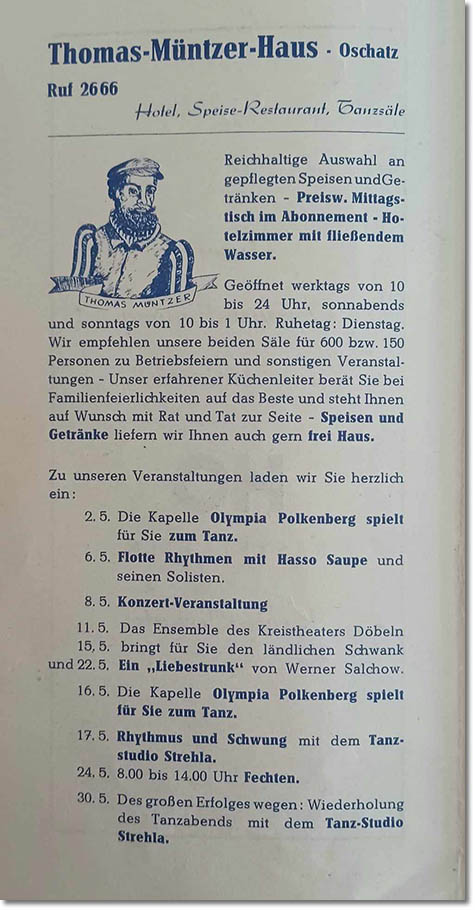 Thomas-Müntzer-Haus · Oschatz
Ruf 2666
Hotel, Speise-Restaurant, Tanzsäle
THOMAS MÜNTZER
Reichhaltige Auswahl an
gepflegten Speisen und Ge-
tränken – Preisw. Mittags-
tisch im Abonnement - Ho-
telzimmer mit fließendem
Wasser.
Geöffnet werktags von 10
bis 24 Uhr, sonnabends
und sonntags von 10 bis 1 Uhr. Ruhetag: Dienstag.
Wir empfehlen unsere beiden Säle für 600 bzw. 150
Personen zu Betriebsfeiern und sonstigen Veranstal-
tungen – Unser erfahrener Küchenleiter berät Sie bei
Familienfeierlichkeiten auf das Beste und steht Ihnen
auf Wunsch mit Rat und Tat zur Seite – Speisen und
Getränke liefern wir Ihnen auch gern frei Haus.
Zu unseren Veranstaltungen laden wir Sie herzlich
ein:
2. 5. Die Kapelle Olympia Polkenberg spielt
für Sie zum Tanz.
6. 5. Flotte Rhythmen mit Hasso Saupe und
seinen Solisten.
8. 5. Konzert-Veranstaltung
11. 5. Das Ensemble des Kreistheaters Döbeln
15, 5. bringt für Sie den ländlichen Schwank
und 22. 5. Ein „Liebestrunk“ von Werner Salchow.
16. 5. Die Kapelle Olympia Polkenberg spielt
für Sie zum Tanz.
17. 5. Rhythmus und Schwung mit dem Tanz-
studio Strehla.
24. 5. 8.00 bis 14.00 Uhr Fechten.
30. 5. Des großen Erfolges wegen: Wiederholung
des Tanzabends mit dem Tanz-Studio
Strehla.